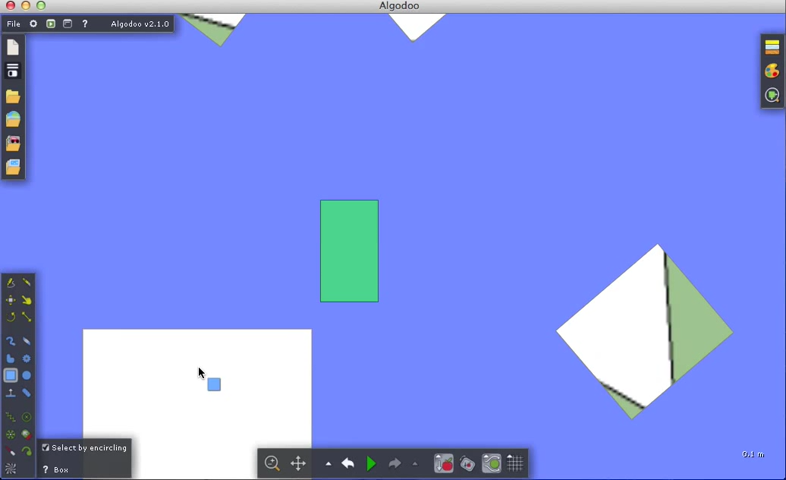 Algodoo
File ? Algodoo v2.1.0
Select by encircling
? Box
0.1 m